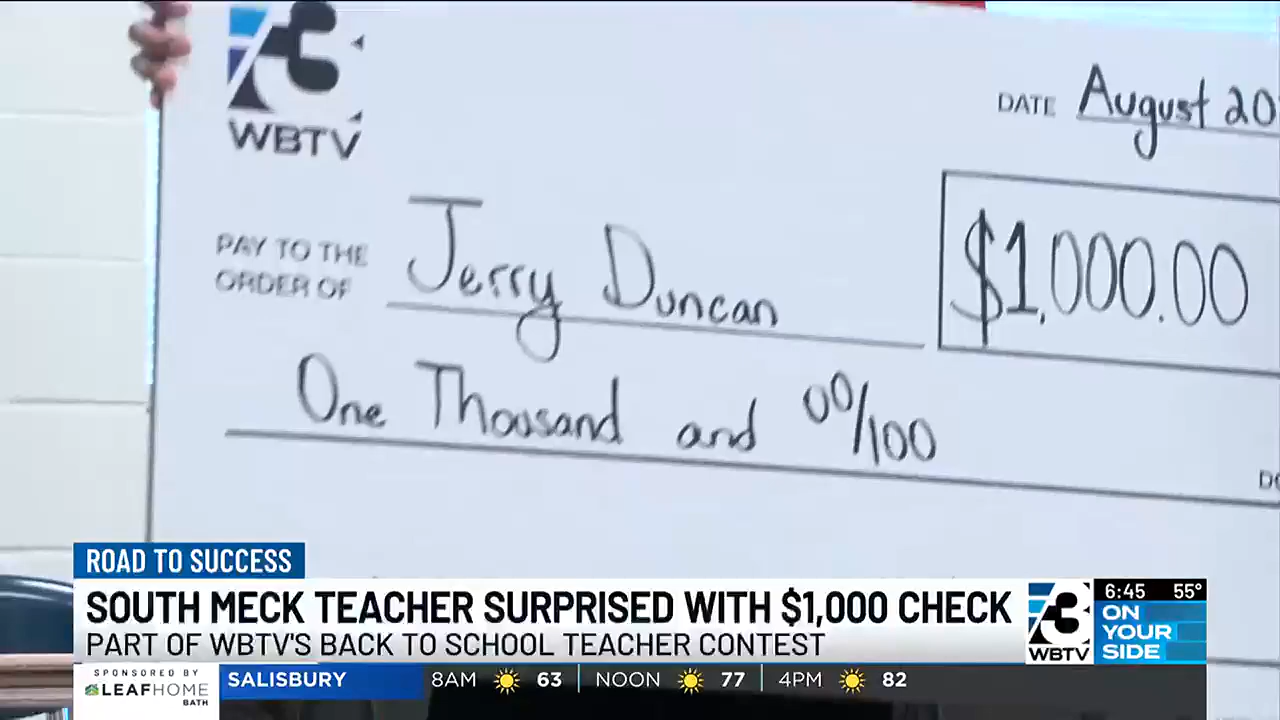 3
WBTV
DATE August 20
PAY TO THE
ORDER OF Jerry Duncan
$1,000.00
One Thousand and 00/100
ROAD TO SUCCESS
SOUTH MECK TEACHER SURPRISED WITH $1,000 CHECK
PART OF WBTV'S BACK TO SCHOOL TEACHER CONTEST
3
WBTV
6:45 55°
ON
YOUR
SIDE
SPONSORED BY
LEAFHOME
BATH
SALISBURY 8AM 63 NOON 77 4PM 82